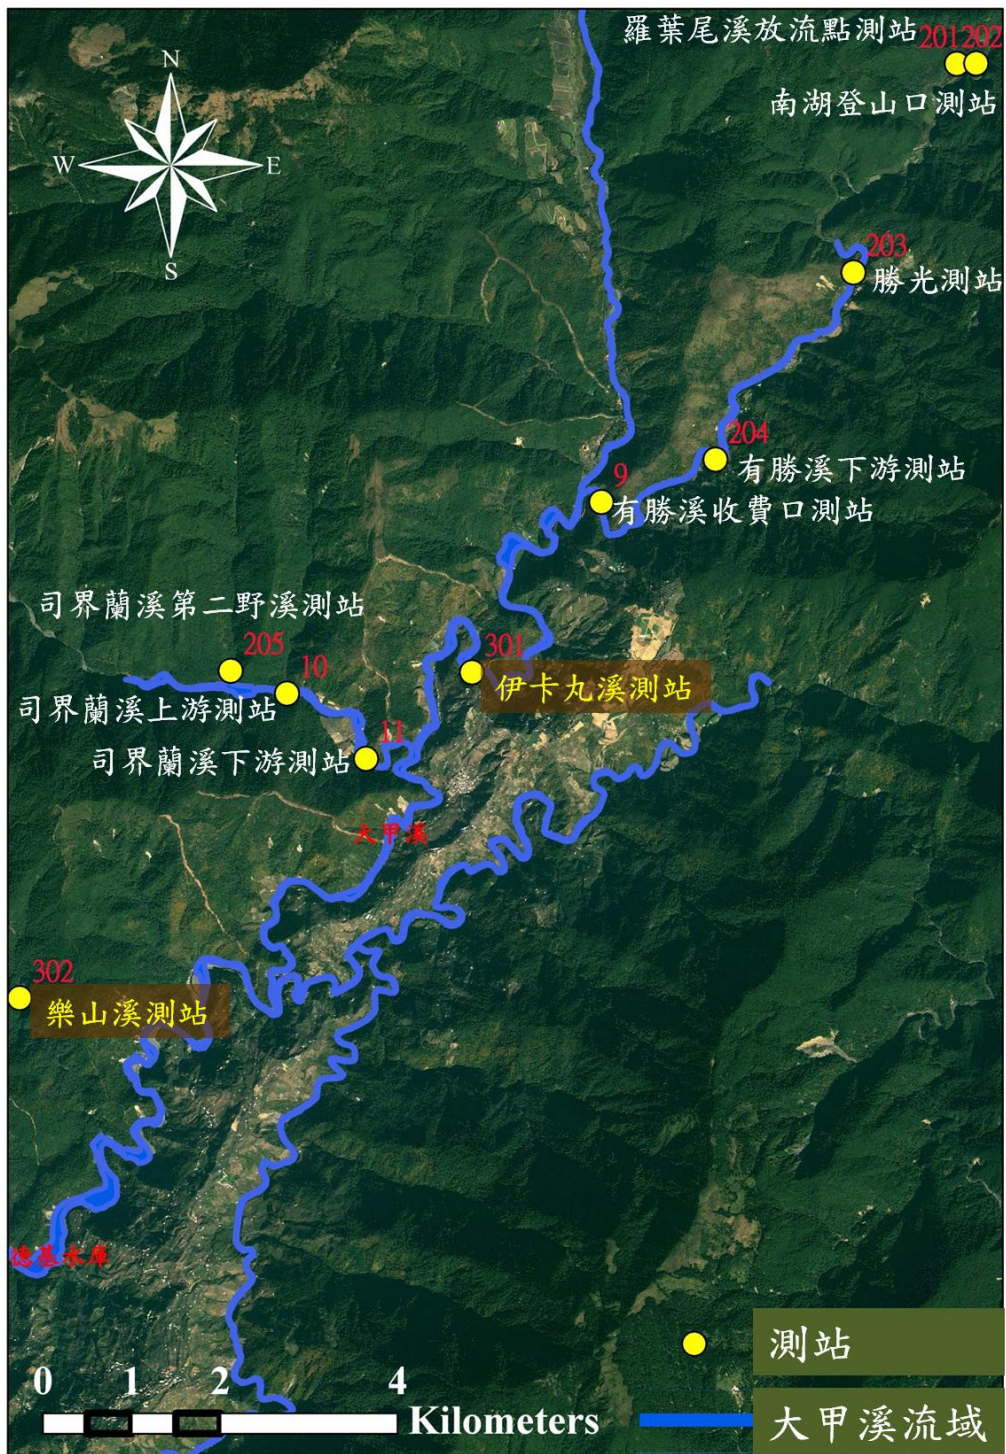 羅葉尾溪放流點測站
201 202
南湖登山口測站
N
W E
S
203
勝光測站
204
有勝溪下游測站
9
有勝溪收費口測站
司界蘭溪第二野溪測站
205
10
司界蘭溪上游測站
301
伊卡丸溪測站
11
司界蘭溪下游測站
大甲溪
302
樂山溪測站
德基水庫
測站
0 1 2 4
Kilometers
大甲溪流域